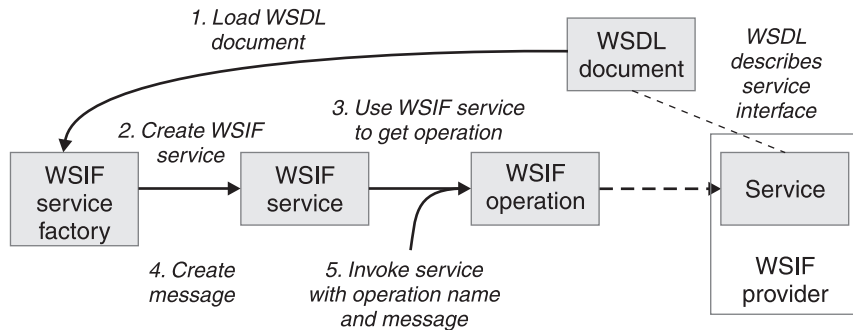 1. Load WSDL
document
WSDL
document
WSDL
describes
service
interface
2. Create WSIF
service
3. Use WSIF service
to get operation
WSIF
service
factory
WSIF
service
WSIF
operation
Service
4. Create
message
5. Invoke service
with operation name
and message
WSIF
provider